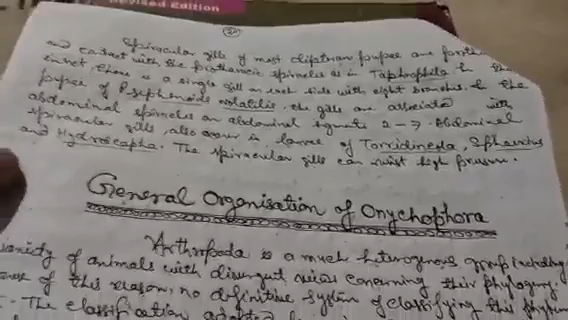 Revised Edition
Spiracular gills of most dipteran pupae are
and contact with the prothoracic spiracles as in Taphrophila. In the
insect there is a single gill on each side with eight branches. In the
pupae of Psephenoides volatilis, the gills are associated with
abdominal spiracles on abdominal segments 2-7. Abdominal
spiracular gills also occur in larvae of Torridincola, Sphaerius
and Hydroscapha. The spiracular gills can resist high pressure.
General Organisation of Onychophora
Arthropoda is a much heterogenous group including
variety of animals with divergent views concerning their phylogeny.
of this reason, no definitive system of classifying this phylum
The classification adopted